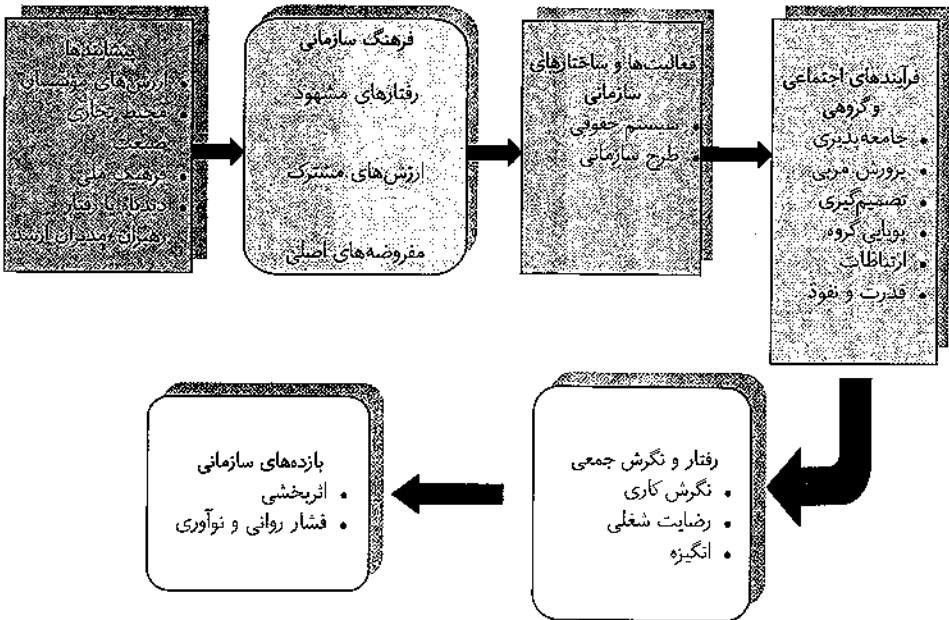 پیشایندها
• ارزش‌های مؤسسان
• محیط تجاری
صنعت
• فرهنگ ملی
• دیدگاه یا رفتار
رهبران / مدیران ارشد
فرهنگ سازمانی
رفتارهای مشهود
ارزش‌های مشترک
مفروضه‌های اصلی
فعالیت‌ها و ساختارهای
سازمانی
• سیستم حقوقی
• طرح سازمانی
فرآیندهای اجتماعی
و گروهی
• جامعه‌پذیری
• پرورش مربی
• تصمیم‌گیری
• پویایی گروه
• ارتباطات
• قدرت و نفوذ
رفتار و نگرش جمعی
• نگرش کاری
• رضایت شغلی
• انگیزه
بازده‌های سازمانی
• اثربخشی
• فشار روانی و نوآوری